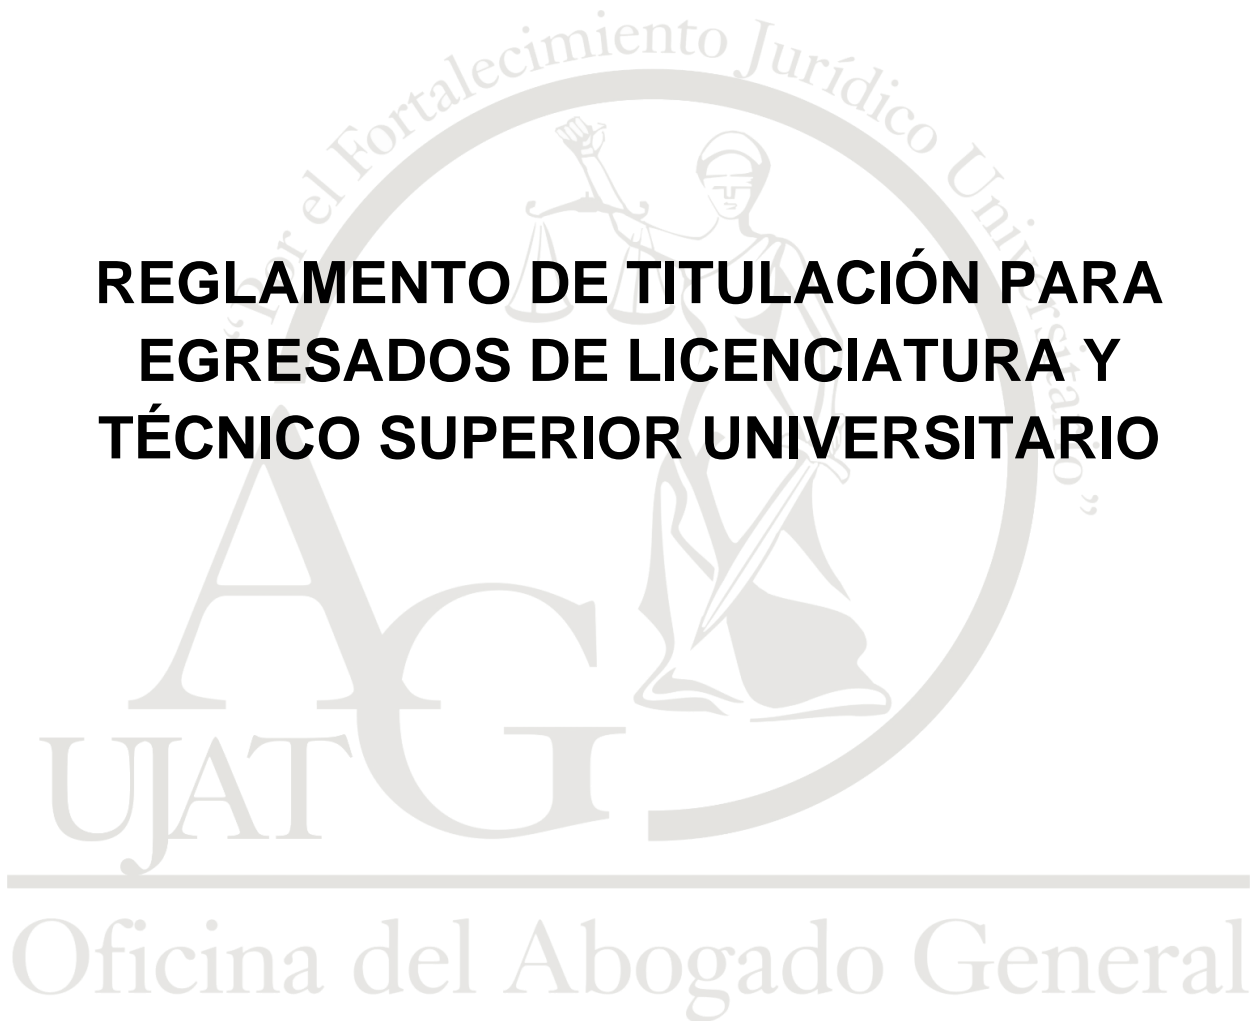 “Por el Fortalecimiento Jurídico Universitario”
REGLAMENTO DE TITULACIÓN PARA
EGRESADOS DE LICENCIATURA Y
TÉCNICO SUPERIOR UNIVERSITARIO
AG
UJAT
Oficina del Abogado General